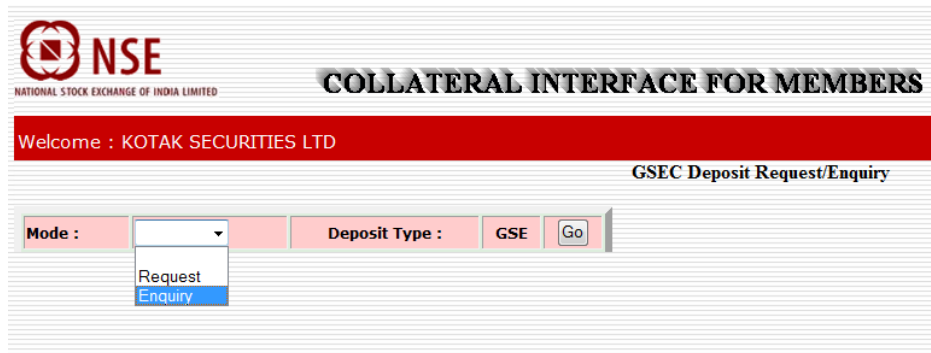 NSE
NATIONAL STOCK EXCHANGE OF INDIA LIMITED
COLLATERAL INTERFACE FOR MEMBERS
Welcome : KOTAK SECURITIES LTD
GSEC Deposit Request/Enquiry
Mode : Deposit Type : GSE Go
Request
Enquiry